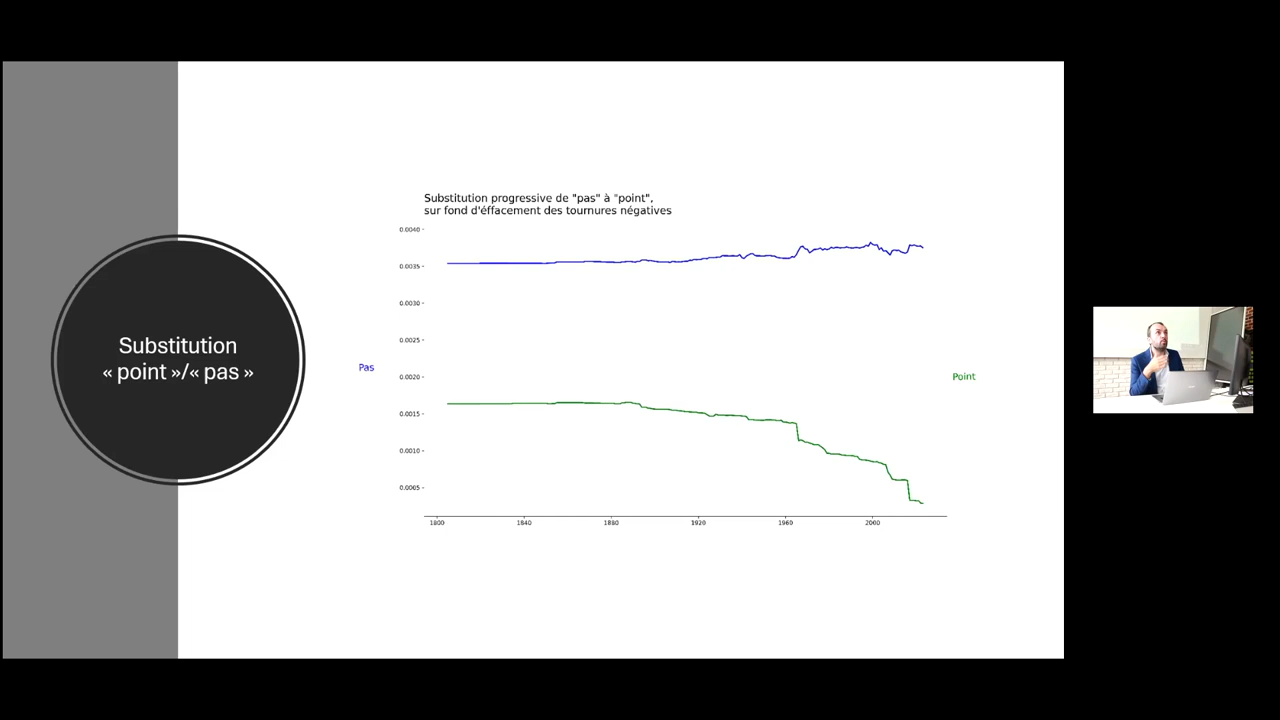 Substitution
« point »/« pas »
Substitution progressive de "pas" à "point",
sur fond d'éffacement des tournures négatives
0.0040
0.0035
0.0030
0.0025
0.0020
0.0015
0.0010
0.0005
Pas
Point
1800 1840 1880 1920 1960 2000